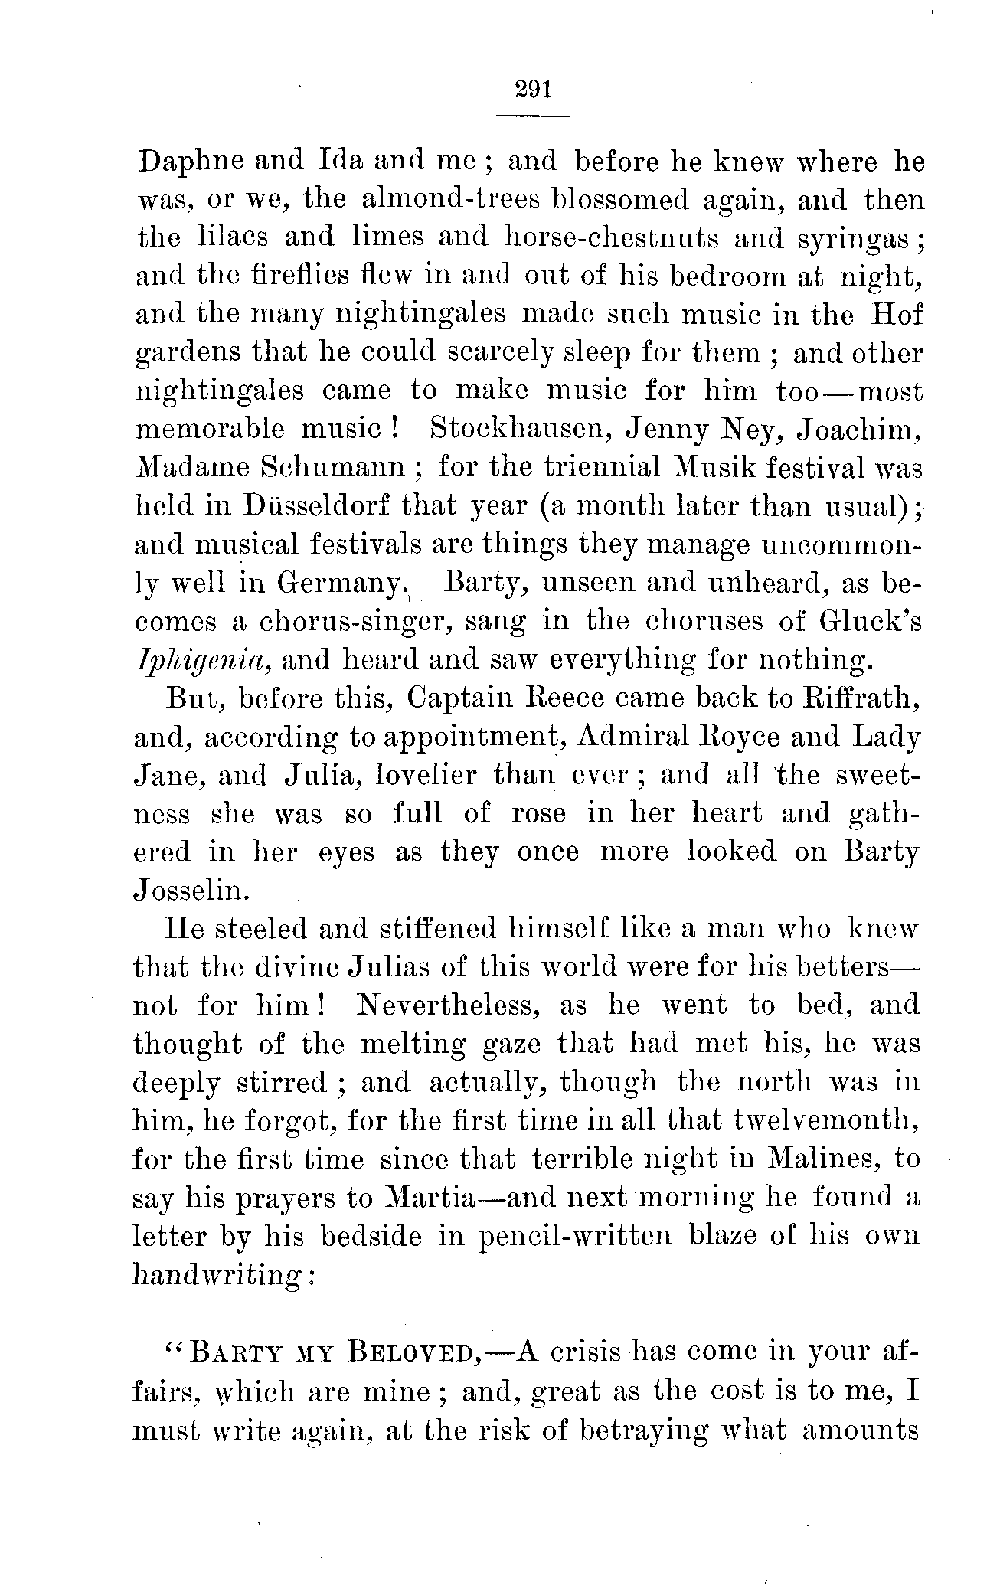 291
Daphne and Ida and me ; and before he knew where he
was, or we, the almond-trees blossomed again, and then
the lilacs and limes and horse-chestnuts and syringas ;
and the fireflies flew in and out of his bedroom at night,
and the many nightingales made such music in the Hof
gardens that he could scarcely sleep for them ; and other
nightingales came to make music for him too—most
memorable music ! Stockhausen, Jenny Ney, Joachim,
Madame Schumann ; for the triennial Musik festival was
held in Düsseldorf that year (a month later than usual) ;
and musical festivals are things they manage uncommon-
ly well in Germany. Barty, unseen and unheard, as be-
comes a chorus-singer, sang in the choruses of Gluck's
Iphigenia, and heard and saw everything for nothing.
But, before this, Captain Reece came back to Riffrath,
and, according to appointment, Admiral Royce and Lady
Jane, and Julia, lovelier than ever ; and all the sweet-
ness she was so full of rose in her heart and gath-
ered in her eyes as they once more looked on Barty
Josselin.
He steeled and stiffened himself like a man who knew
that the divine Julias of this world were for his betters—
not for him ! Nevertheless, as he went to bed, and
thought of the melting gaze that had met his, he was
deeply stirred ; and actually, though the north was in
him, he forgot, for the first time in all that twelvemonth,
for the first time since that terrible night in Malines, to
say his prayers to Martia—and next morning he found a
letter by his bedside in pencil-written blaze of his own
handwriting :
“ BARTY MY BELOVED,—A crisis has come in your af-
fairs, which are mine ; and, great as the cost is to me, I
must write again, at the risk of betraying what amounts